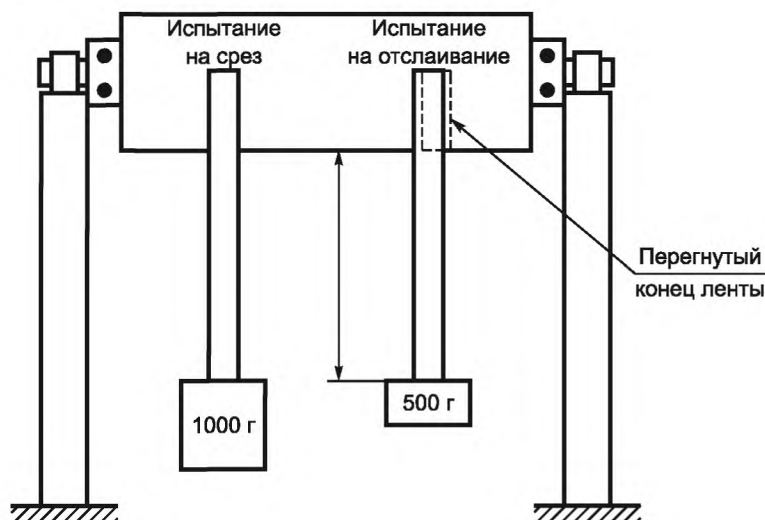 Испытание
на срез
Испытание
на отслаивание
Перегнутый
конец ленты
1000 г
500 г